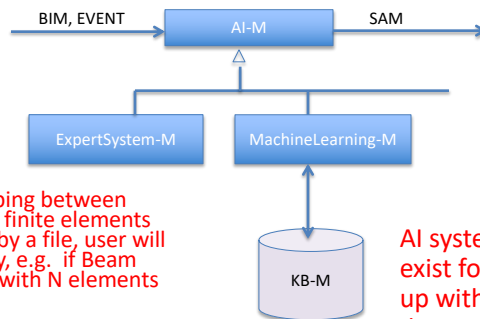 BIM, EVENT
AI-M
SAM
ExpertSystem-M
MachineLearning-M
ping between
finite elements
by a file, user will
y, e.g.  if Beam
with N elements
KB-M
AI syste
exist fo
up with